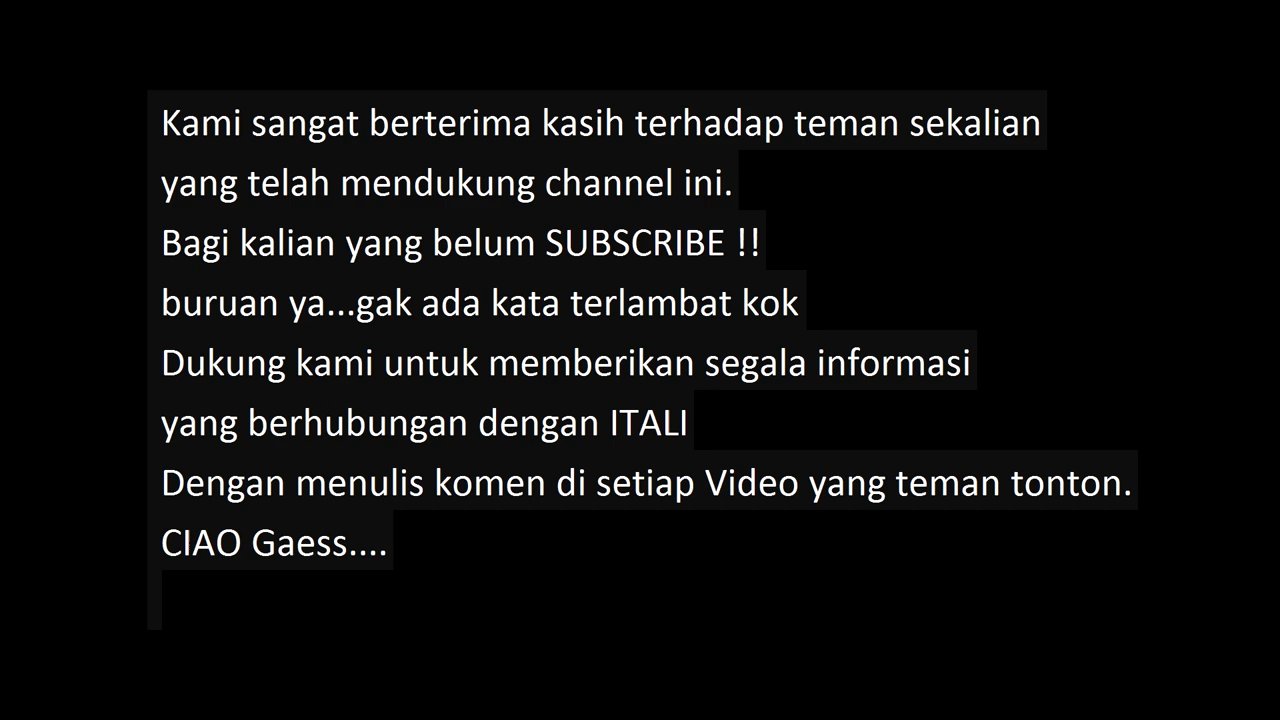 Kami sangat berterima kasih terhadap teman sekalian
yang telah mendukung channel ini.
Bagi kalian yang belum SUBSCRIBE !!
buruan ya...gak ada kata terlambat kok
Dukung kami untuk memberikan segala informasi
yang berhubungan dengan ITALI
Dengan menulis komen di setiap Video yang teman tonton.
CIAO Gaess....